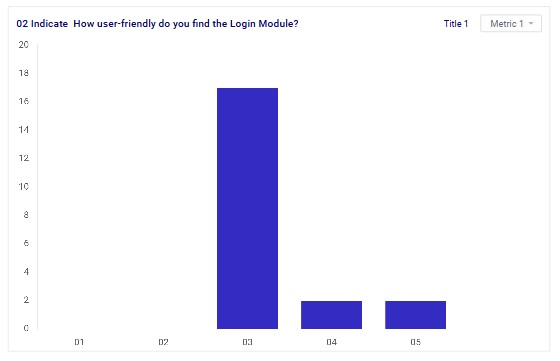 02 Indicate How user-friendly do you find the Login Module?
Title 1
Metric 1
20
18
16
14
12
10
8
6
4
2
0
01 02 03 04 05